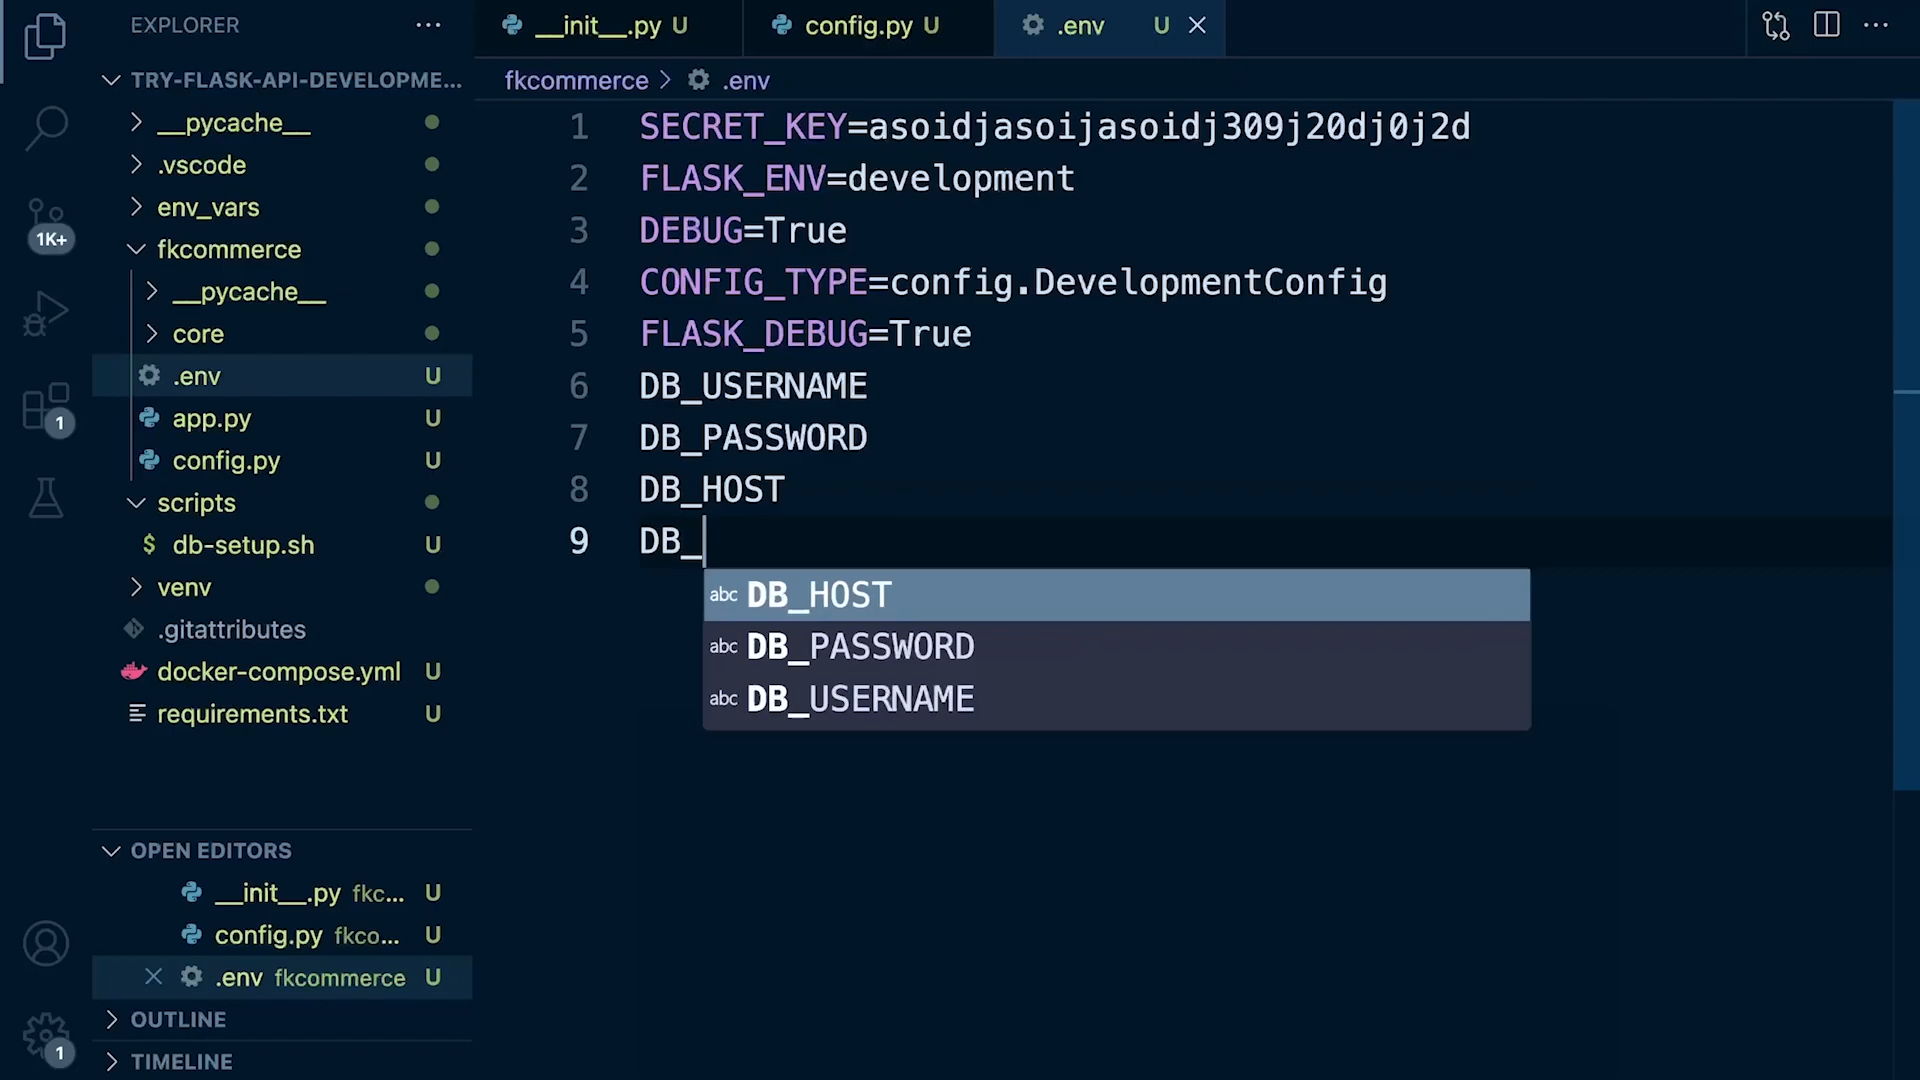 EXPLORER
TRY-FLASK-API-DEVELOPME...
__pycache__
.vscode
env_vars
fkcommerce
__pycache__
core
.env U
app.py U
config.py U
scripts
$ db-setup.sh U
venv
.gitattributes
docker-compose.yml U
requirements.txt U
OPEN EDITORS
__init__.py fkc... U
config.py fkco... U
.env fkcommerce U
OUTLINE
TIMELINE
1K+
1
1
__init__.py U
config.py U
.env U
fkcommerce > .env
1 SECRET_KEY=asoidjasoijasoidj309j20dj0j2d
2 FLASK_ENV=development
3 DEBUG=True
4 CONFIG_TYPE=config.DevelopmentConfig
5 FLASK_DEBUG=True
6 DB_USERNAME
7 DB_PASSWORD
8 DB_HOST
9 DB_
abc DB_HOST
abc DB_PASSWORD
abc DB_USERNAME